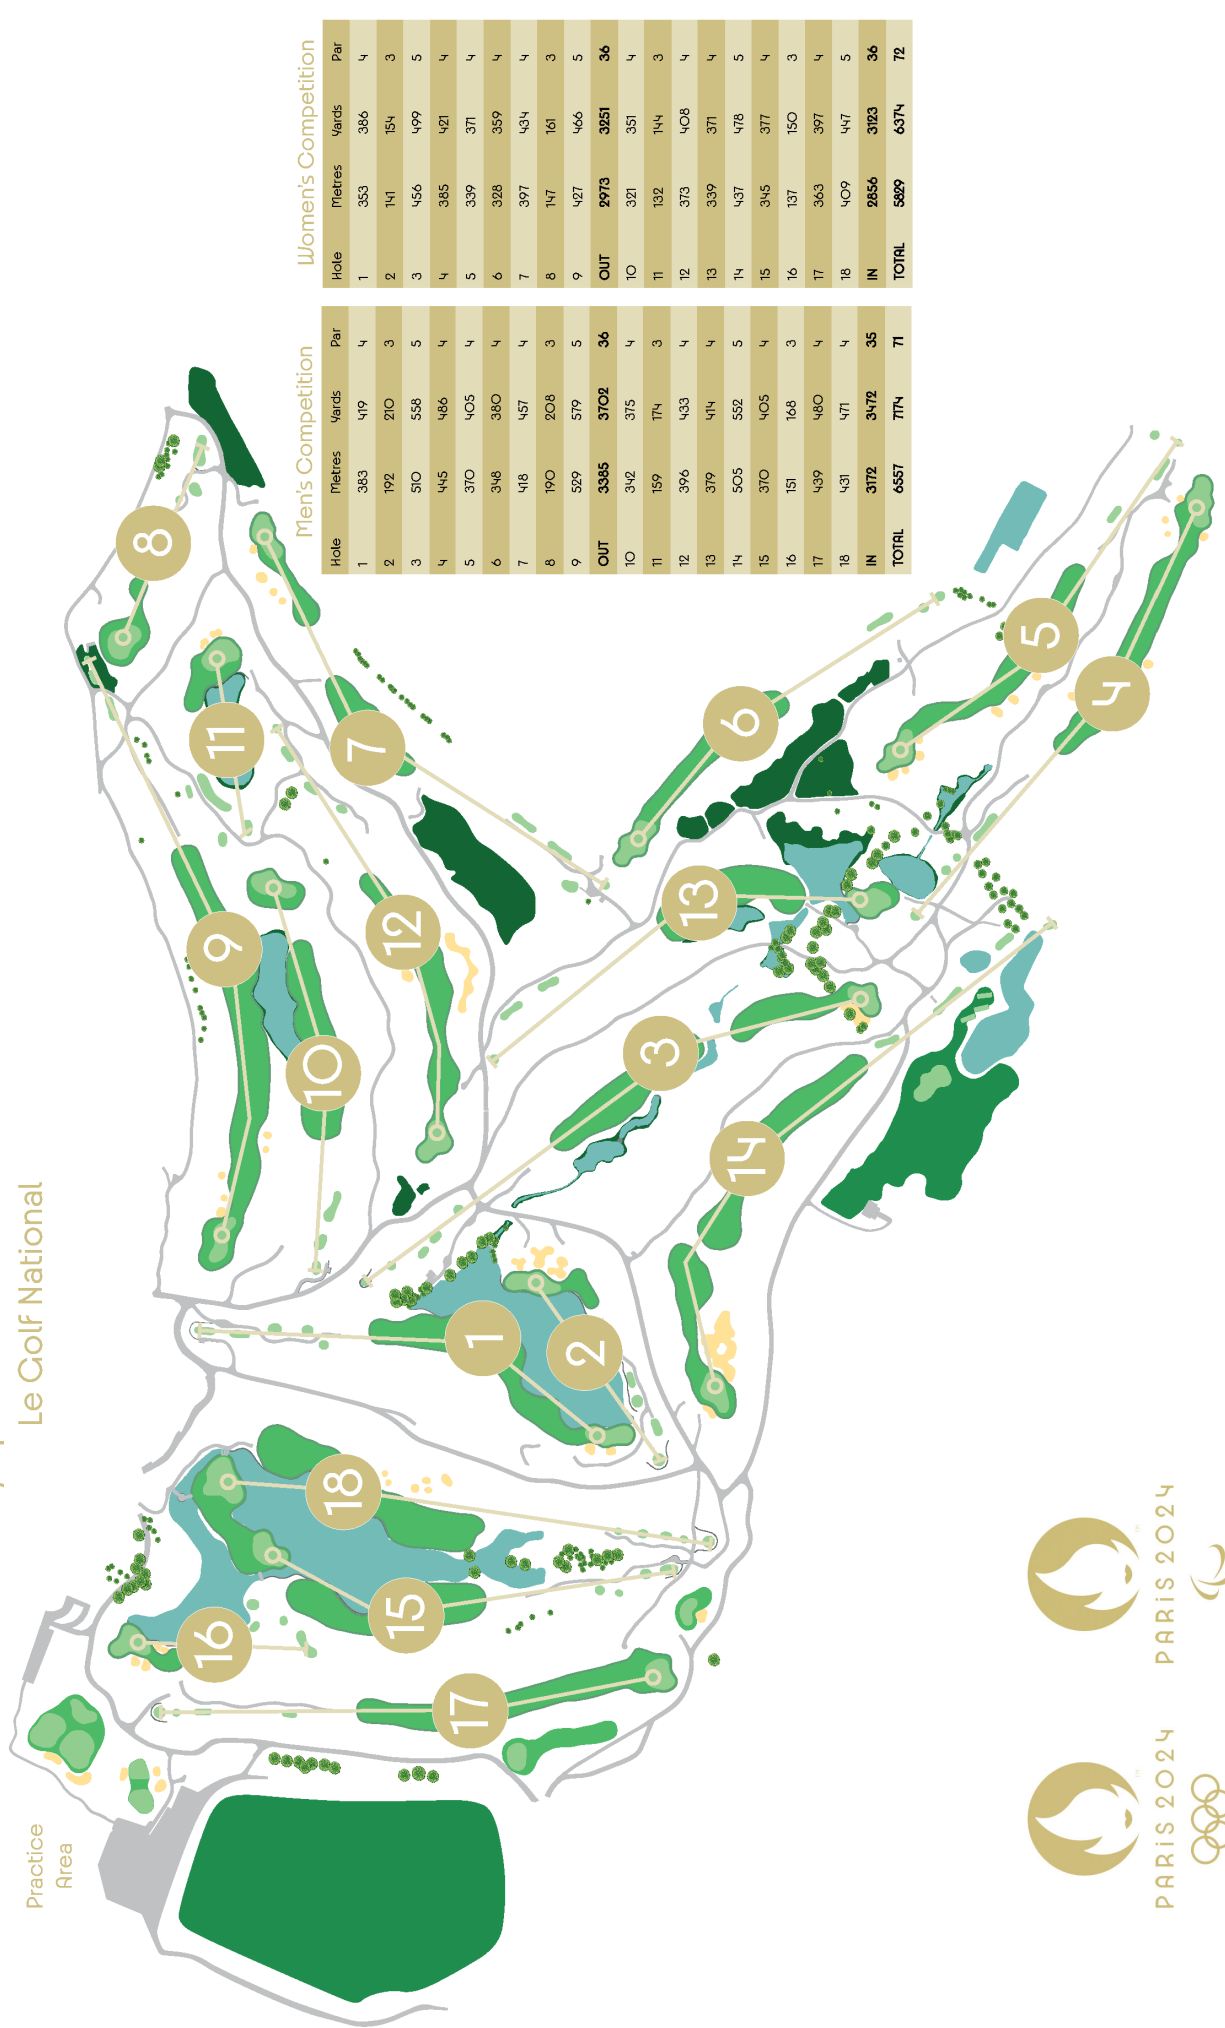 Le Golf National
Practice
Area
Men's Competition
Hole Metres Yards Par
1 383 419 4
2 192 210 3
3 510 558 5
4 445 486 4
5 370 405 4
6 348 380 4
7 418 457 4
8 190 208 3
9 529 579 5
OUT 3385 3702 36
10 342 375 4
11 159 174 3
12 396 433 4
13 379 414 4
14 505 552 5
15 370 405 4
16 151 168 3
17 439 480 4
18 431 471 4
IN 3172 3472 35
TOTAL 6557 7174 71
Women's Competition
Hole Metres Yards Par
1 353 386 4
2 141 154 3
3 456 499 5
4 385 421 4
5 339 371 4
6 328 359 4
7 397 434 4
8 147 161 3
9 427 466 5
OUT 2973 3251 36
10 321 351 4
11 132 144 3
12 373 408 4
13 339 371 4
14 437 478 5
15 345 377 4
16 137 150 3
17 363 397 4
18 409 447 5
IN 2856 3123 36
TOTAL 5829 6374 72
8
11
7
9
12
10
6
5
4
13
3
14
1
2
18
15
16
17
PARiS 2024
PARiS 2024